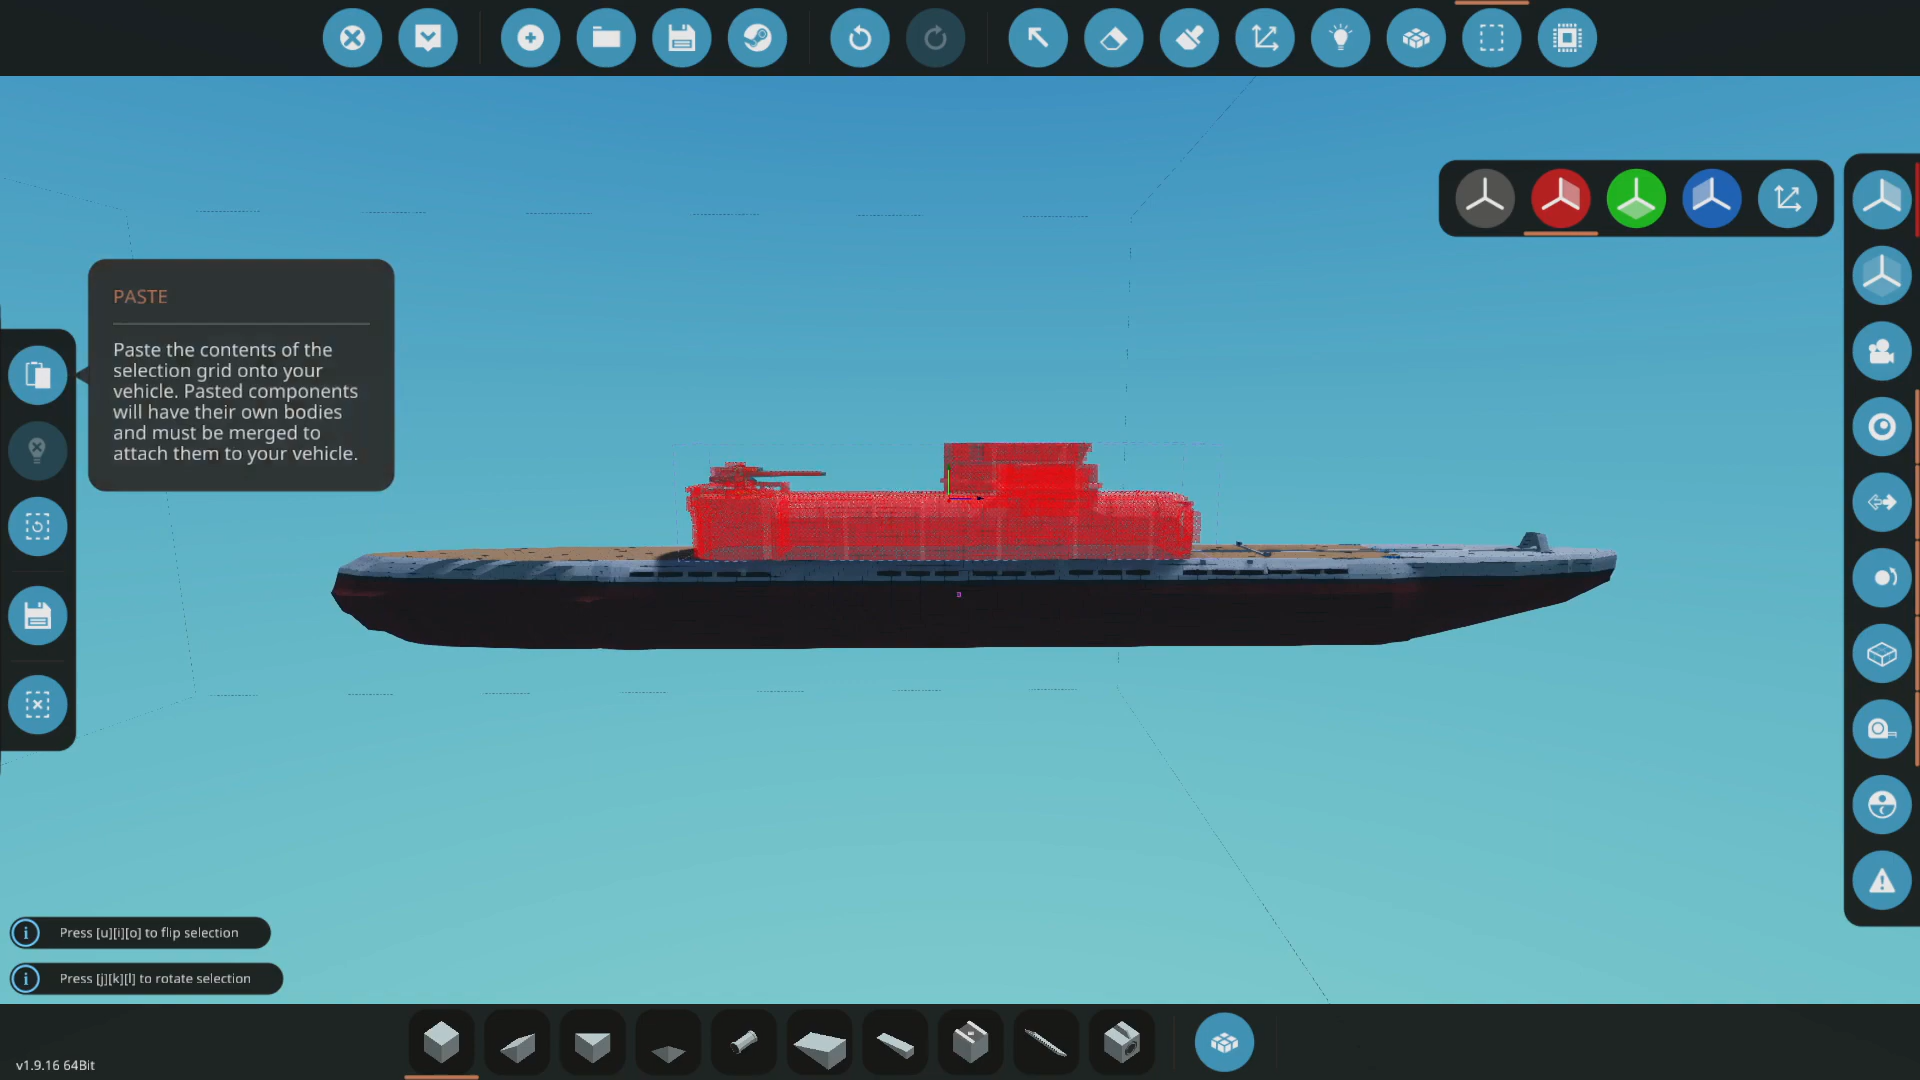 PASTE
Paste the contents of the
selection grid onto your
vehicle. Pasted components
will have their own bodies
and must be merged to
attach them to your vehicle.
Press [u][i][o] to flip selection
Press [j][k][l] to rotate selection
v1.9.16 64Bit